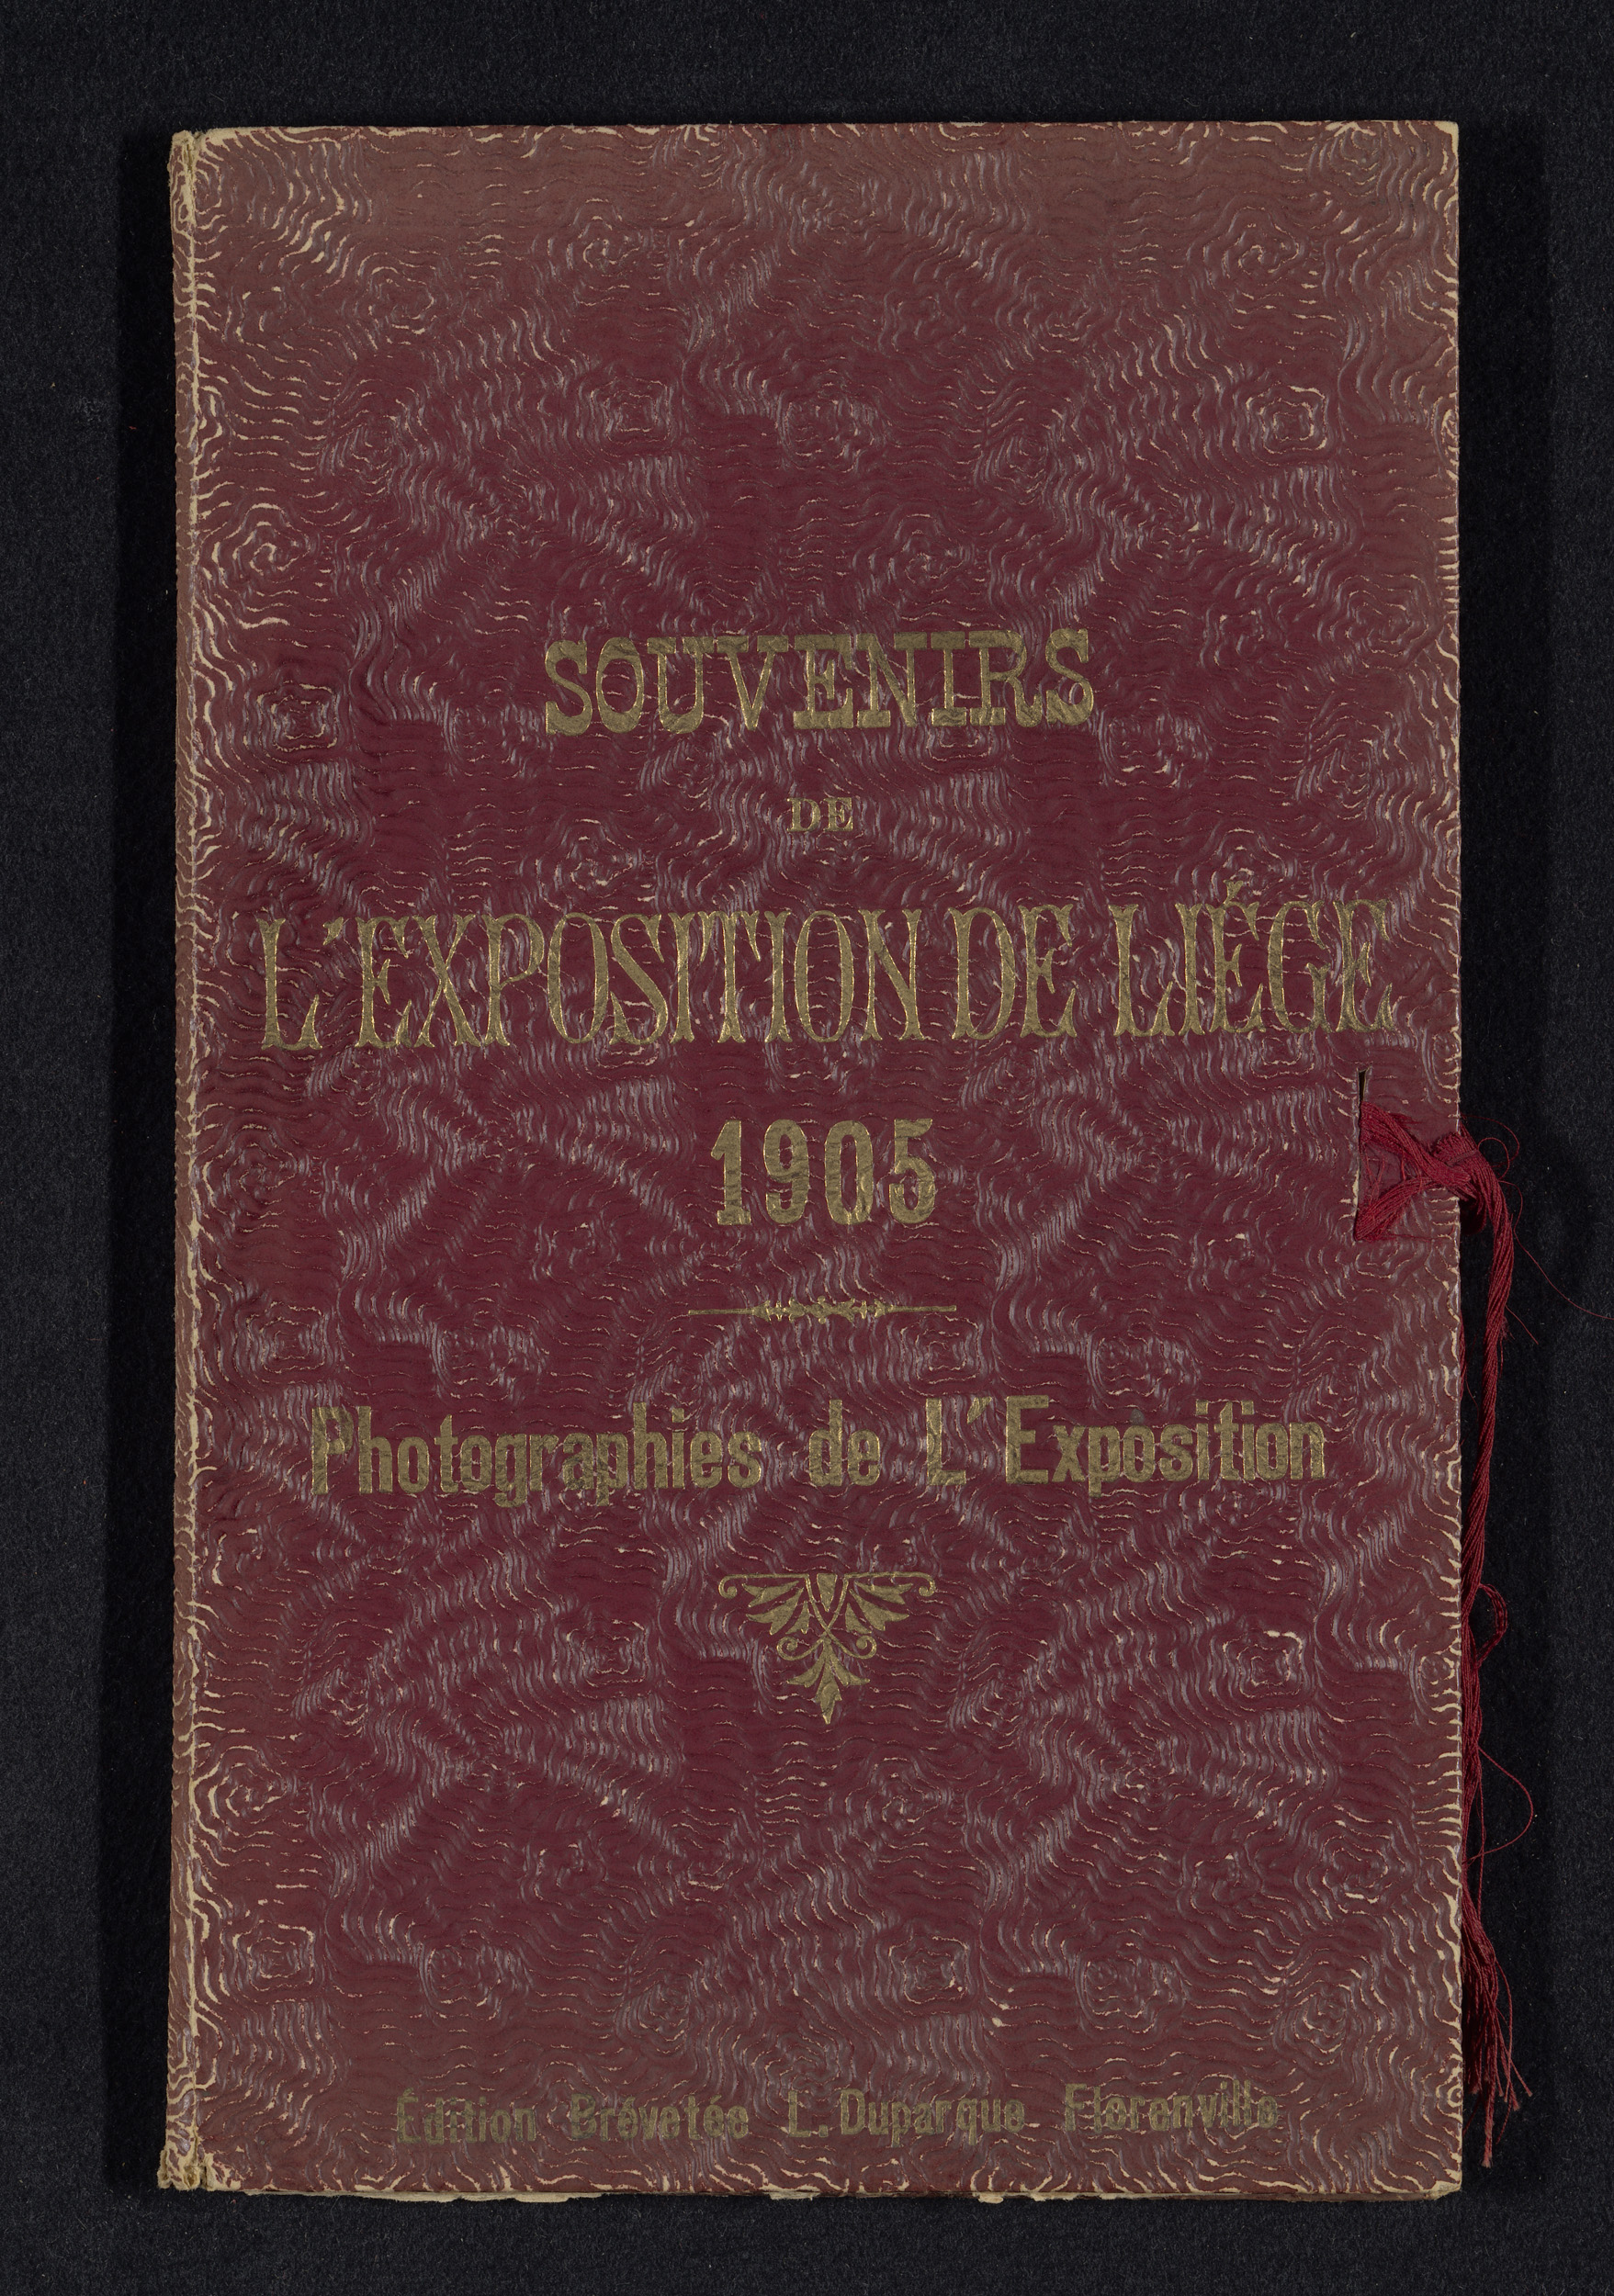 SOUVENIRS
DE
L'EXPOSITION DE LIÉGE
1905
Photographies de L'Exposition
Édition Brévetée L. Duparque Florenville